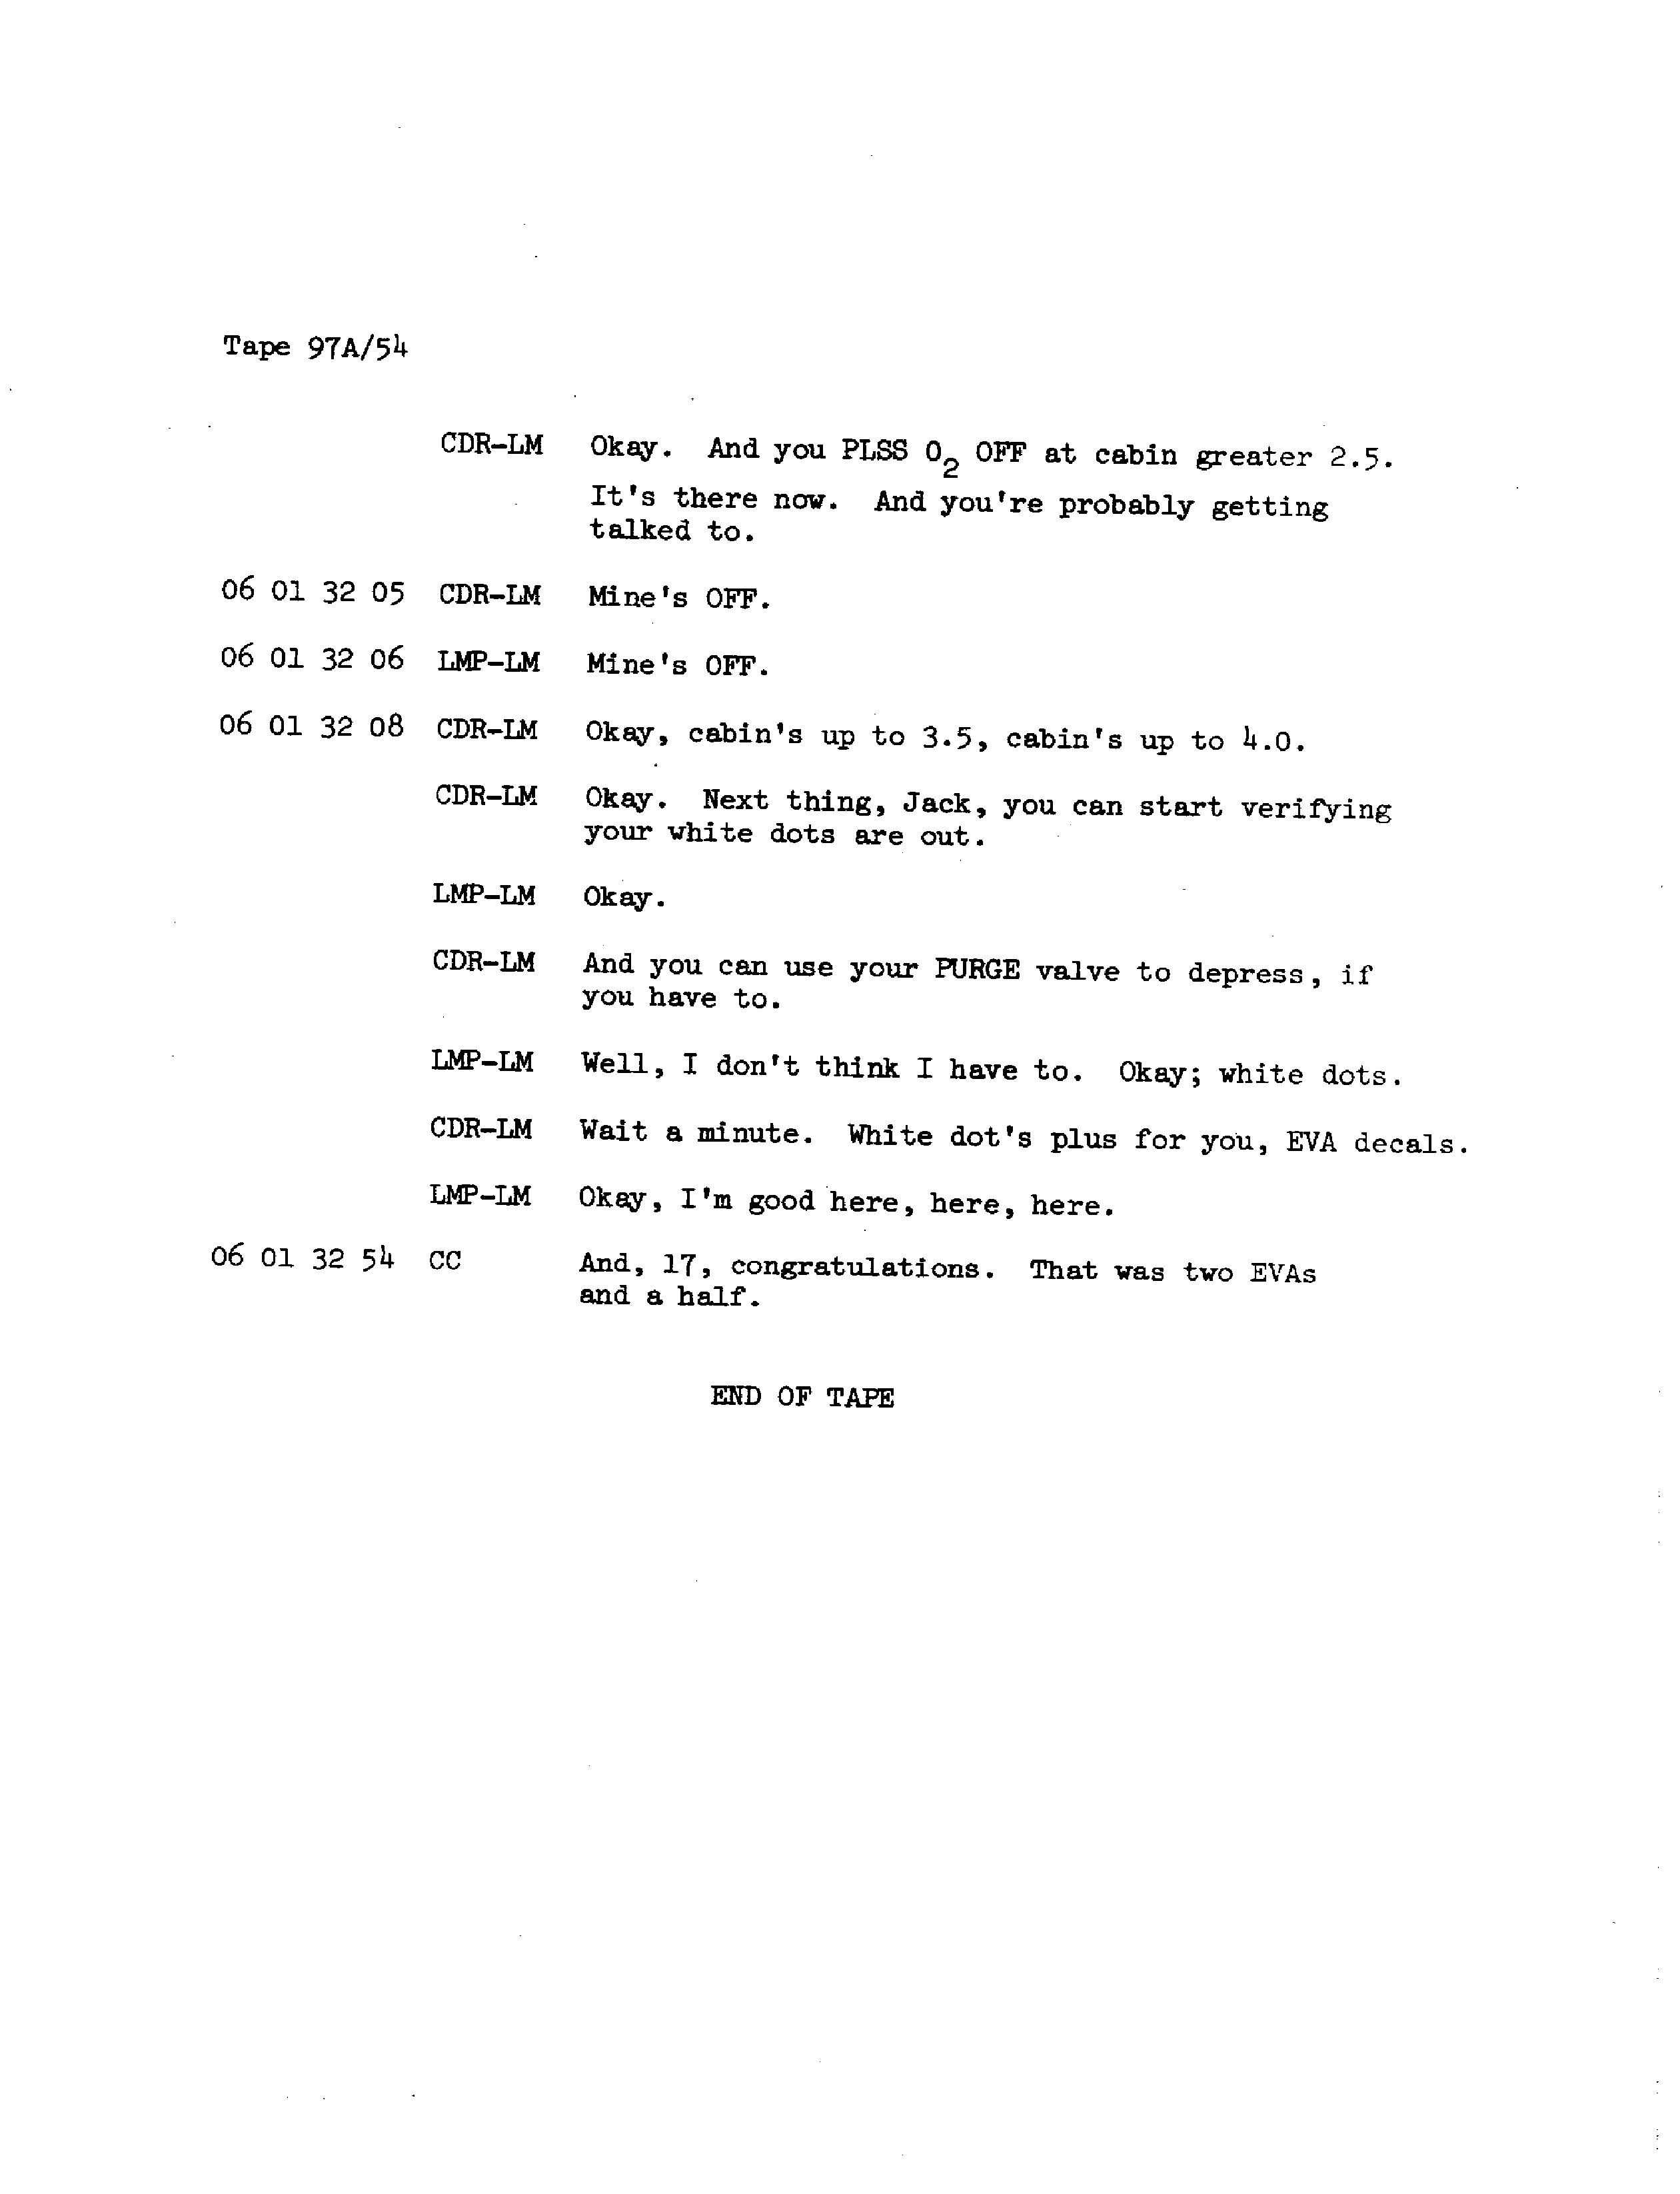 Tape 97A/54
CDR-LM Okay. And you PLSS O2 OFF at cabin greater 2.5.
It's there now. And you're probably getting
talked to.
06 01 32 05 CDR-LM Mine's OFF.
06 01 32 06 LMP-LM Mine's OFF.
06 01 32 08 CDR-LM Okay, cabin's up to 3.5, cabin's up to 4.0.
CDR-LM Okay. Next thing, Jack, you can start verifying
your white dots are out.
LMP-LM Okay.
CDR-LM And you can use your PURGE valve to depress, if
you have to.
LMP-LM Well, I don't think I have to. Okay; white dots.
CDR-LM Wait a minute. White dot's plus for you, EVA decals.
LMP-LM Okay, I'm good here, here, here.
06 01 32 54 CC And, 17, congratulations. That was two EVAs
and a half.
END OF TAPE